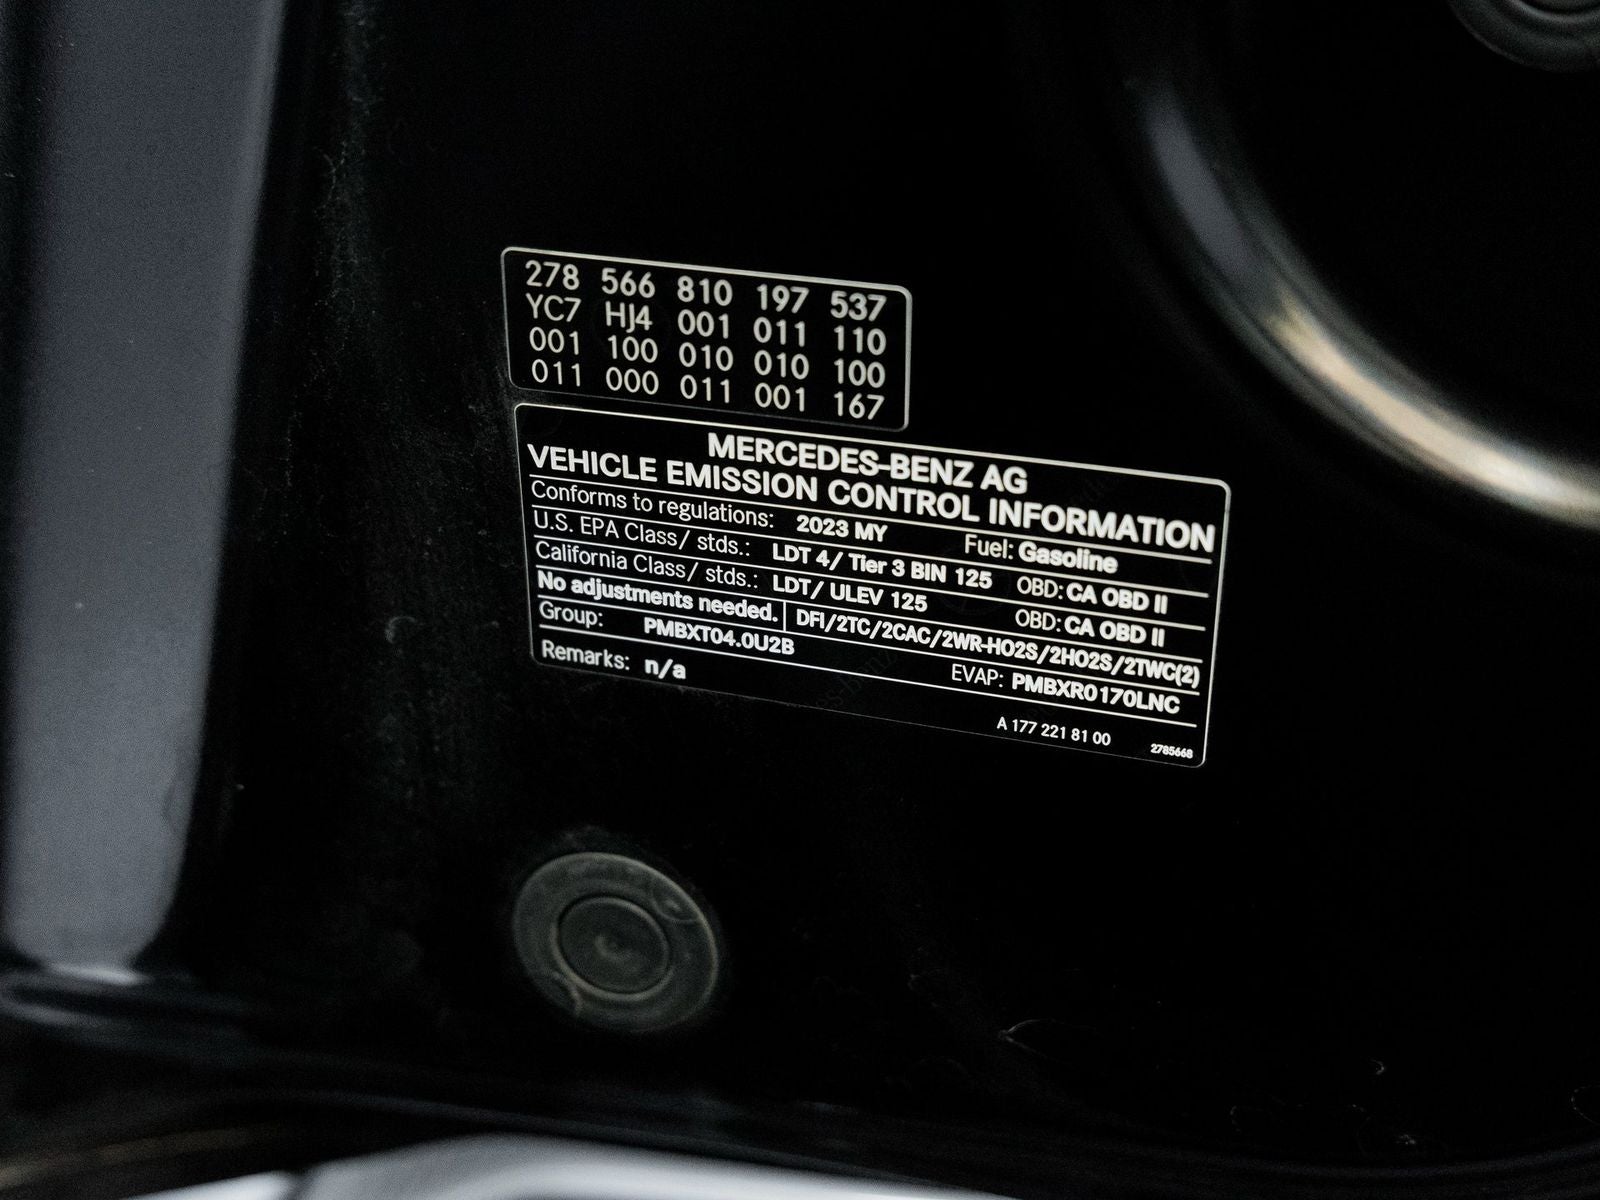 278 566 810 197 537
YC7 HJ4 001 011 110
001 100 010 010 100
011 000 011 001 167
MERCEDES-BENZ AG
VEHICLE EMISSION CONTROL INFORMATION
Conforms to regulations: 2023 MY Fuel: Gasoline
U.S. EPA Class/ stds.: LDT 4/ Tier 3 BIN 125 OBD: CA OBD II
California Class/ stds.: LDT/ ULEV 125 OBD: CA OBD II
No adjustments needed. DFI/2TC/2CAC/2WR-HO2S/2HO2S/2TWC(2)
Group: PMBXT04.0U2B EVAP: PMBXR0170LNC
Remarks: n/a
A 177 221 81 00 2785668